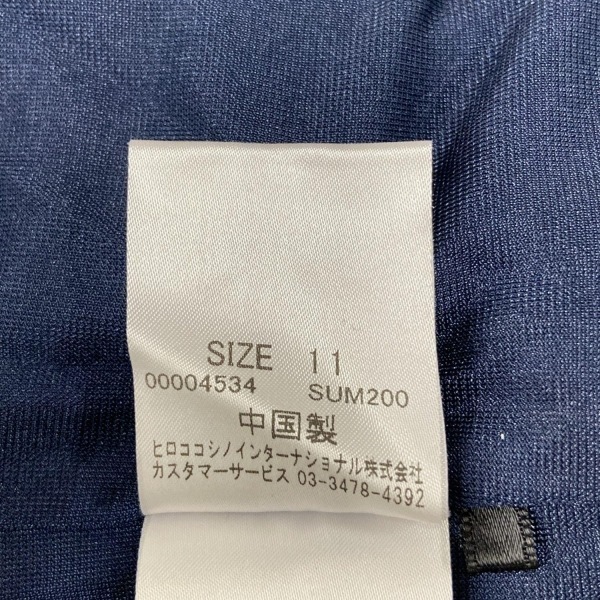 SIZE 11
00004534 SUM200
中国製
ヒロココシノインターナショナル株式会社
カスタマーサービス 03-3478-4392